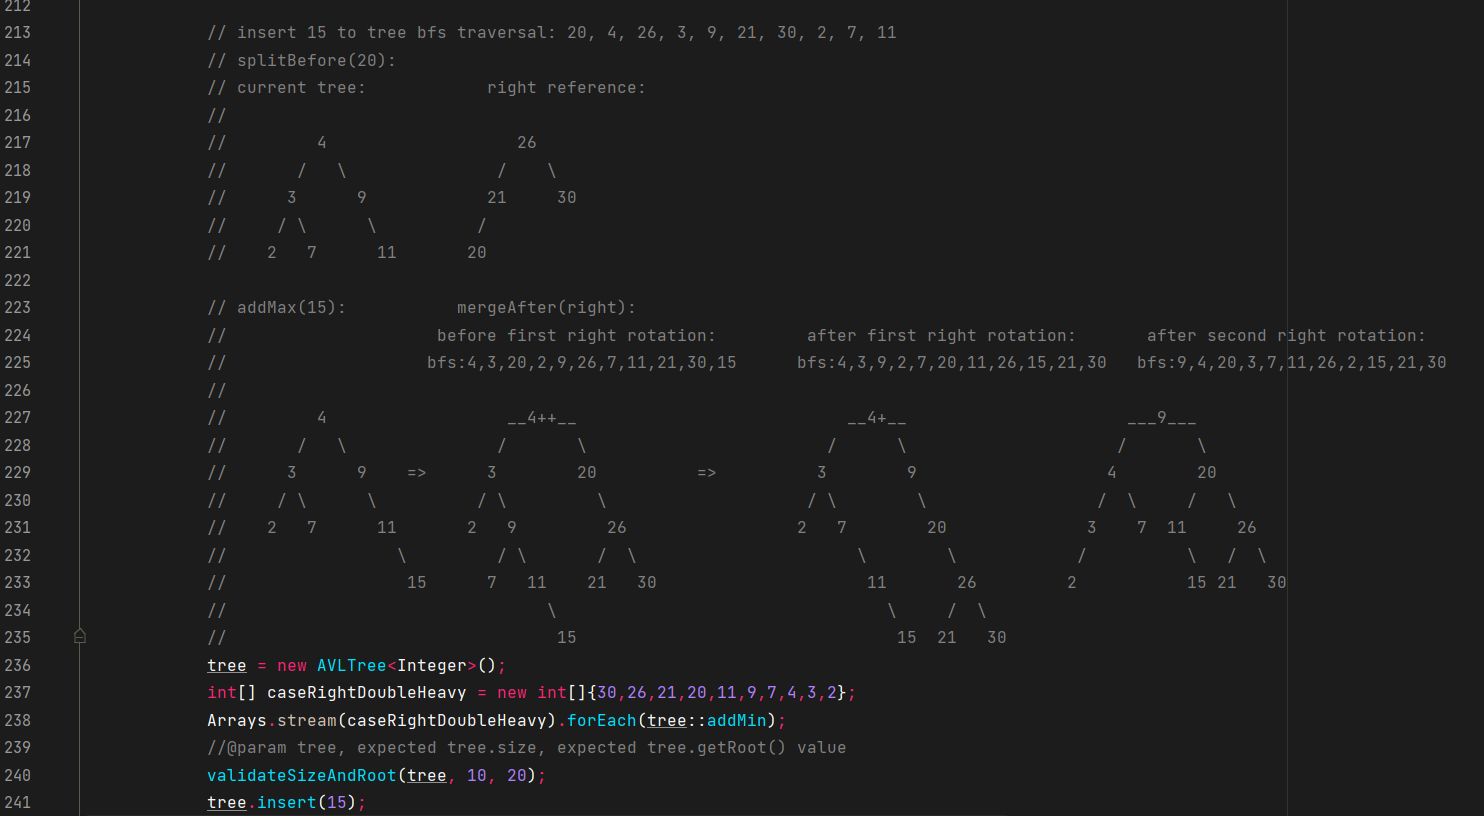 212
213 // insert 15 to tree bfs traversal: 20, 4, 26, 3, 9, 21, 30, 2, 7, 11
214 // splitBefore(20):
215 // current tree:            right reference:
216 //
217 //         4                   26
218 //       /   \               /    \
219 //      3      9            21     30
220 //     / \      \          /
221 //    2   7      11       20
222
223 // addMax(15):           mergeAfter(right):
224 //                     before first right rotation:         after first right rotation:       after second right rotation:
225 //                    bfs:4,3,20,2,9,26,7,11,21,30,15      bfs:4,3,9,2,7,20,11,26,15,21,30   bfs:9,4,20,3,7,11,26,2,15,21,30
226 //
227 //         4                  __4++__                           __4+__                      ___9___
228 //       /   \               /       \                        /      \                     /       \
229 //      3      9    =>      3        20          =>          3        9                   4        20
230 //     / \      \          / \         \                    / \        \                 /  \     /   \
231 //    2   7      11       2   9         26                 2   7        20              3    7  11     26
232 //                 \         / \       /  \                      \        \            /          \   /  \
233 //                  15      7   11    21   30                     11       26         2           15 21   30
234 //                                \                                 \     /  \
235 //                                 15                                15  21   30
236 tree = new AVLTree<Integer>();
237 int[] caseRightDoubleHeavy = new int[]{30,26,21,20,11,9,7,4,3,2};
238 Arrays.stream(caseRightDoubleHeavy).forEach(tree::addMin);
239 //@param tree, expected tree.size, expected tree.getRoot() value
240 validateSizeAndRoot(tree, 10, 20);
241 tree.insert(15);